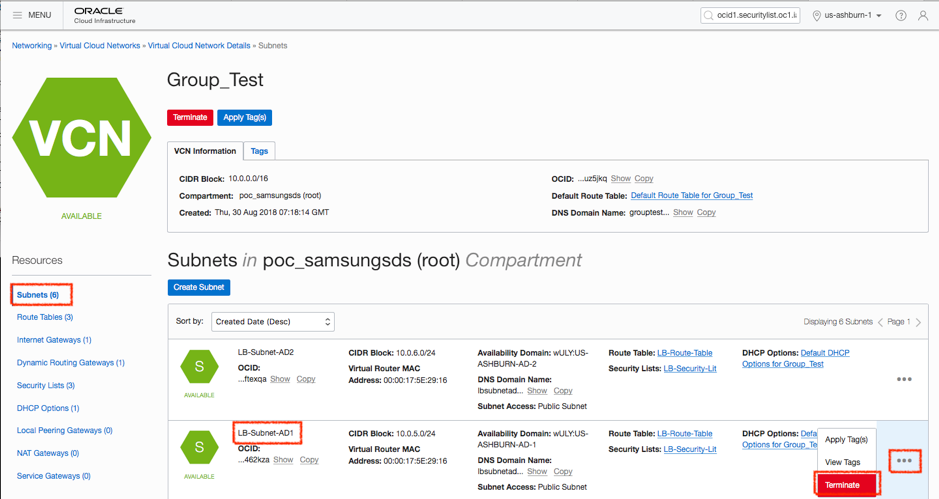 MENU
ORACLE
Cloud Infrastructure
ocid1.securitylist.oc1.i
us-ashburn-1
Networking » Virtual Cloud Networks » Virtual Cloud Network Details » Subnets
VCN
AVAILABLE
Group_Test
Terminate
Apply Tag(s)
VCN Information
Tags
CIDR Block: 10.0.0.0/16
Compartment: poc_samsungsds (root)
Created: Thu, 30 Aug 2018 07:18:14 GMT
OCID: ...uz5jkq Show Copy
Default Route Table: Default Route Table for Group_Test
DNS Domain Name: grouptest... Show Copy
Resources
Subnets (6)
Route Tables (3)
Internet Gateways (1)
Dynamic Routing Gateways (1)
Security Lists (3)
DHCP Options (1)
Local Peering Gateways (0)
NAT Gateways (0)
Service Gateways (0)
Subnets in poc_samsungsds (root) Compartment
Create Subnet
Sort by: Created Date (Desc)
Displaying 6 Subnets < Page 1 >
S
AVAILABLE
LB-Subnet-AD2
OCID:
...ftexqa Show Copy
CIDR Block: 10.0.6.0/24
Virtual Router MAC
Address: 00:00:17:5E:29:16
Availability Domain: wULY:US-
ASHBURN-AD-2
DNS Domain Name:
lbsubnetad... Show Copy
Subnet Access: Public Subnet
Route Table: LB-Route-Table
Security Lists: LB-Security-Lit
DHCP Options: Default DHCP
Options for Group_Test
S
AVAILABLE
LB-Subnet-AD1
OCID:
...462kza Show Copy
CIDR Block: 10.0.5.0/24
Virtual Router MAC
Address: 00:00:17:5E:29:16
Availability Domain: wULY:US-
ASHBURN-AD-1
DNS Domain Name:
lbsubnetad... Show Copy
Subnet Access: Public Subnet
Route Table: LB-Route-Table
Security Lists: LB-Security-Lit
DHCP Options: Defa
Options for Group_Te
Apply Tag(s)
View Tags
Terminate